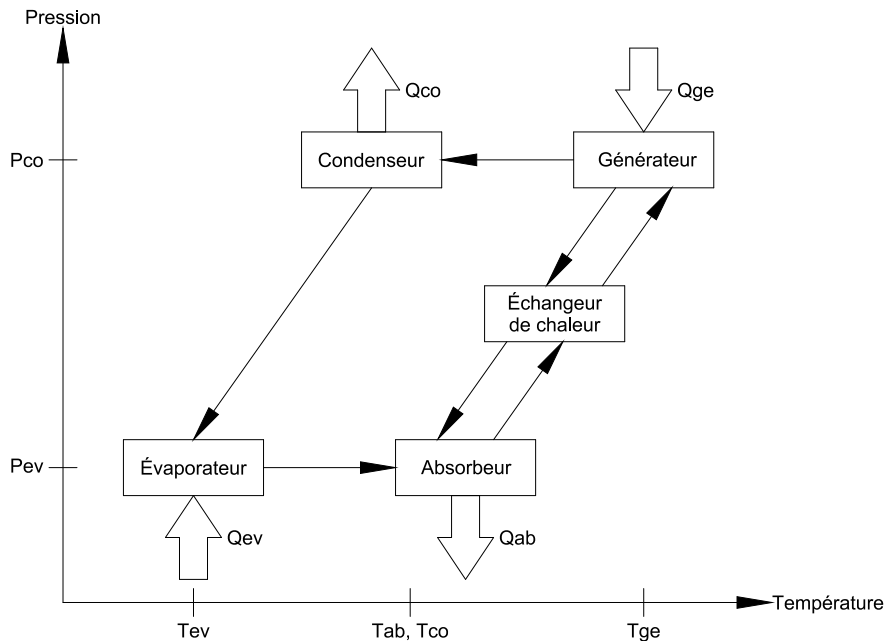 Pression
Qco
Qge
Pco
Condenseur
Générateur
Échangeur
de chaleur
Pev
Évaporateur
Absorbeur
Qev
Qab
Température
Tev
Tab, Tco
Tge